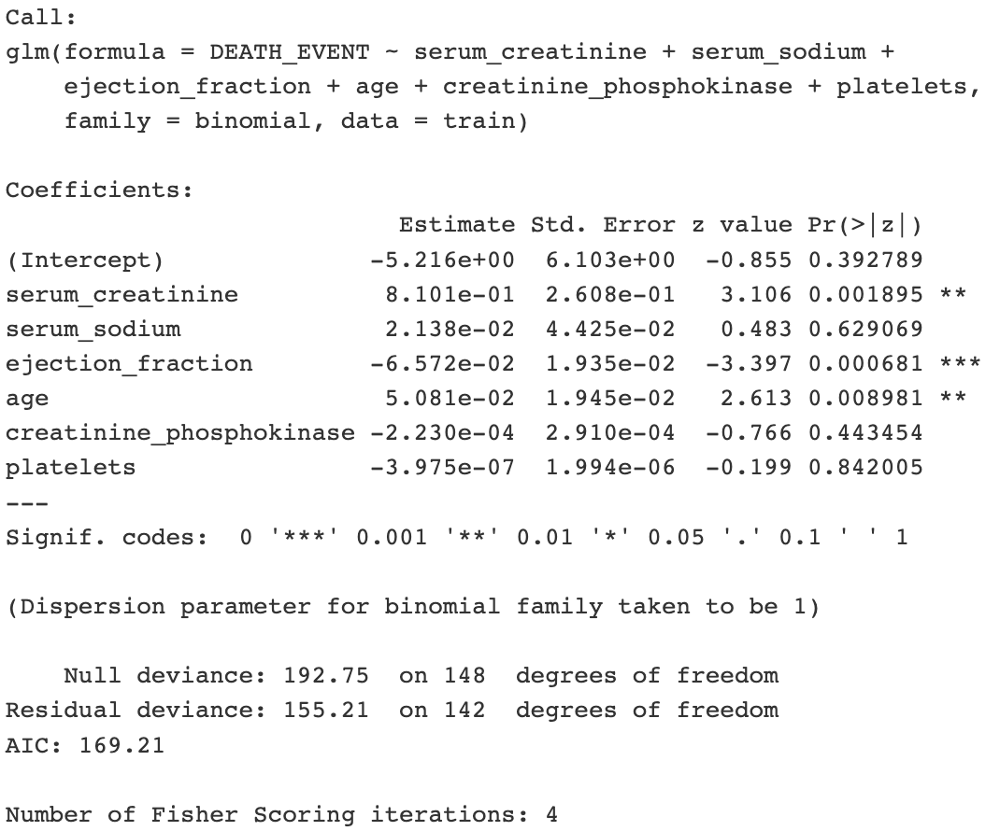 Call:
glm(formula = DEATH_EVENT ~ serum_creatinine + serum_sodium +
    ejection_fraction + age + creatinine_phosphokinase + platelets,
    family = binomial, data = train)

Coefficients:
                           Estimate Std. Error z value Pr(>|z|)
(Intercept)              -5.216e+00  6.103e+00  -0.855 0.392789
serum_creatinine          8.101e-01  2.608e-01   3.106 0.001895 **
serum_sodium              2.138e-02  4.425e-02   0.483 0.629069
ejection_fraction        -6.572e-02  1.935e-02  -3.397 0.000681 ***
age                       5.081e-02  1.945e-02   2.613 0.008981 **
creatinine_phosphokinase -2.230e-04  2.910e-04  -0.766 0.443454
platelets                -3.975e-07  1.994e-06  -0.199 0.842005
---
Signif. codes:  0 '***' 0.001 '**' 0.01 '*' 0.05 '.' 0.1 ' ' 1

(Dispersion parameter for binomial family taken to be 1)

    Null deviance: 192.75  on 148  degrees of freedom
Residual deviance: 155.21  on 142  degrees of freedom
AIC: 169.21

Number of Fisher Scoring iterations: 4